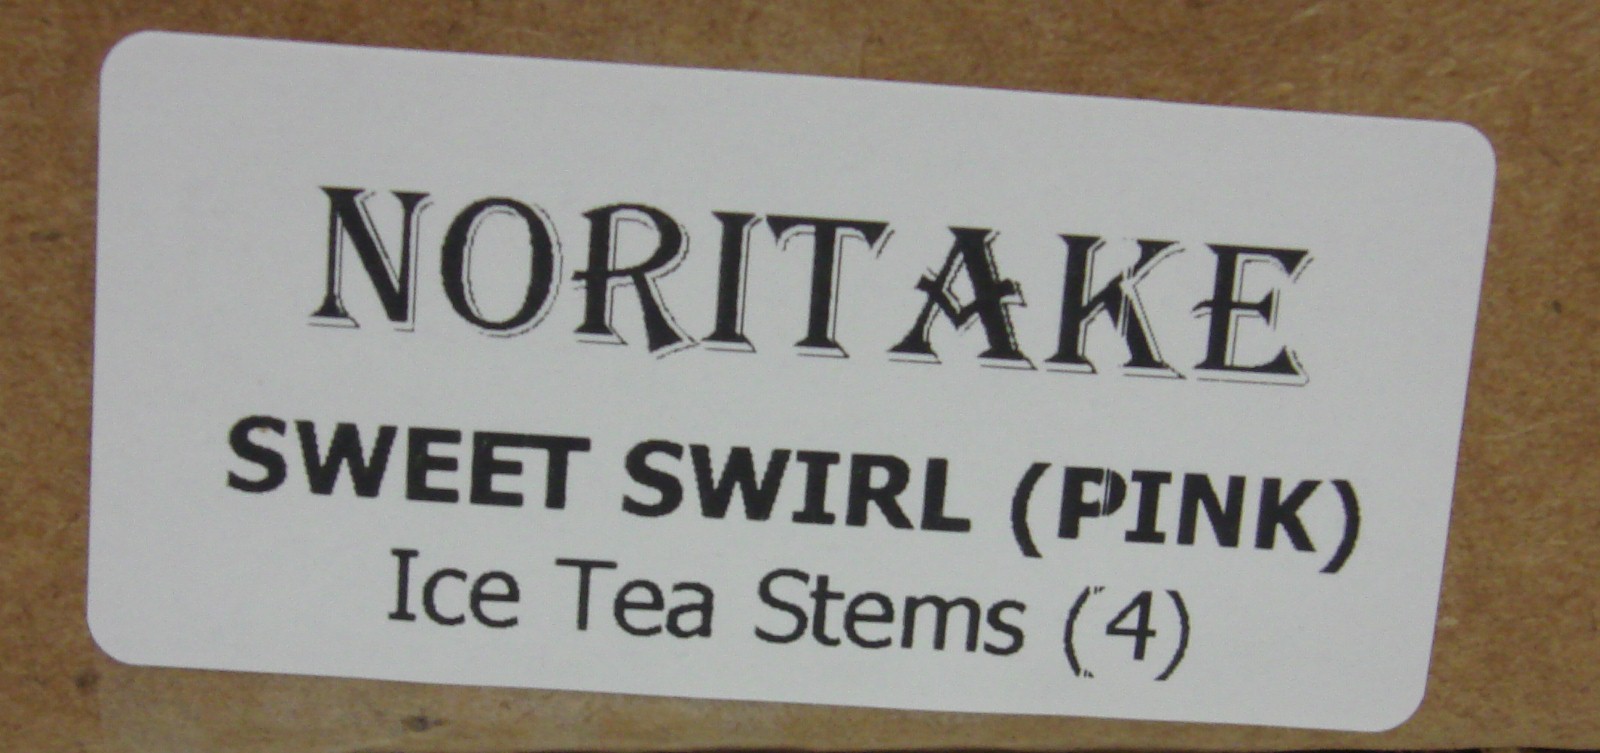 NORITAKE
SWEET SWIRL (PINK)
Ice Tea Stems (4)